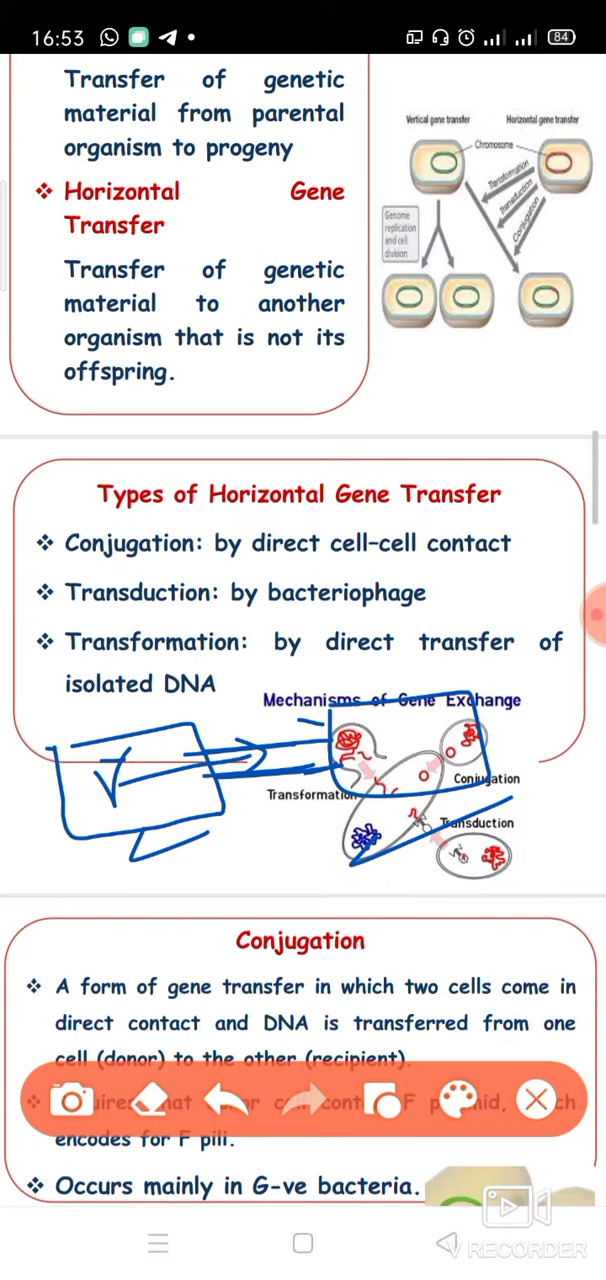 16:53
84
Transfer of genetic
material from parental
organism to progeny
❖ Horizontal Gene
Transfer
Transfer of genetic
material to another
organism that is not its
offspring.
Vertical gene transfer Horizontal gene transfer
Chromosome
Transformation
Transduction
Conjugation
Genome
replication
and cell
division
Types of Horizontal Gene Transfer
❖ Conjugation: by direct cell-cell contact
❖ Transduction: by bacteriophage
❖ Transformation: by direct transfer of
isolated DNA
Mechanisms of Gene Exchange
Conjugation
Transformation
Transduction
Conjugation
❖ A form of gene transfer in which two cells come in
direct contact and DNA is transferred from one
cell (donor) to the other (recipient).
encodes for F pili.
❖ Occurs mainly in G-ve bacteria.
V RECORDER